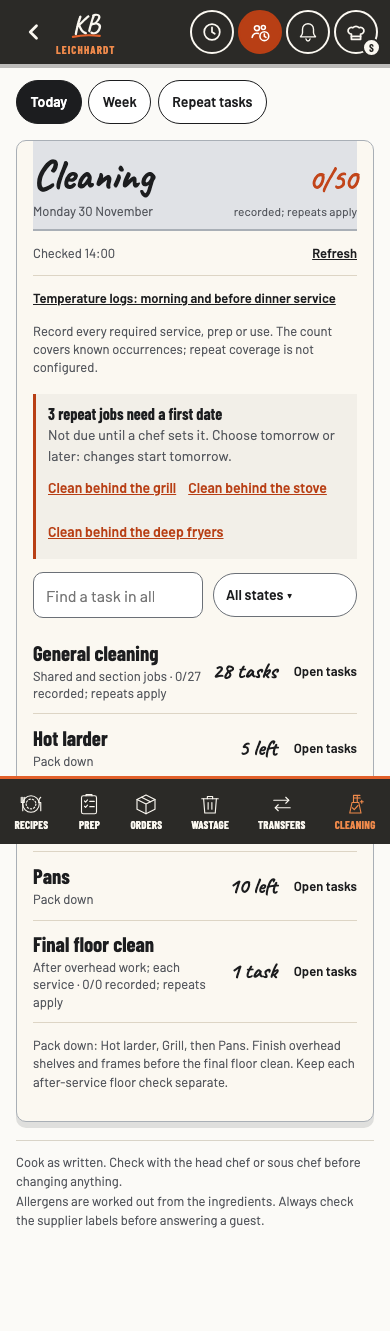 KB
LEICHHARDT
S
Today
Week
Repeat tasks
Cleaning
0/50
Monday 30 November
recorded; repeats apply
Checked 14:00
Refresh
Temperature logs: morning and before dinner service
Record every required service, prep or use. The count
covers known occurrences; repeat coverage is not
configured.
3 repeat jobs need a first date
Not due until a chef sets it. Choose tomorrow or
later: changes start tomorrow.
Clean behind the grill
Clean behind the stove
Clean behind the deep fryers
Find a task in all
All states ▾
General cleaning
Shared and section jobs · 0/27
recorded; repeats apply
28 tasks
Open tasks
Hot larder
Pack down
5 left
Open tasks
RECIPES
PREP
ORDERS
WASTAGE
TRANSFERS
CLEANING
Pans
Pack down
10 left
Open tasks
Final floor clean
After overhead work; each
service · 0/0 recorded; repeats
apply
1 task
Open tasks
Pack down: Hot larder, Grill, then Pans. Finish overhead
shelves and frames before the final floor clean. Keep each
after-service floor check separate.
Cook as written. Check with the head chef or sous chef before
changing anything.
Allergens are worked out from the ingredients. Always check
the supplier labels before answering a guest.